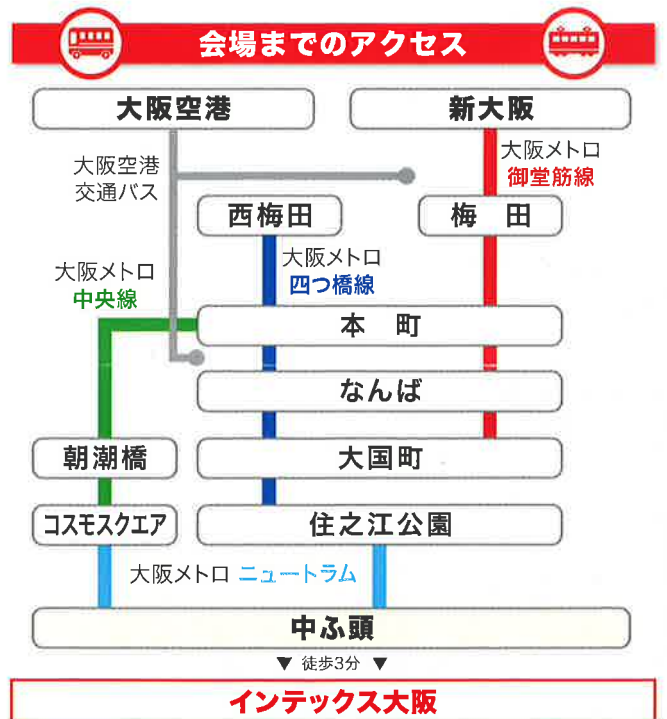 会場までのアクセス
大阪空港
新大阪
大阪空港
交通バス
大阪メトロ
御堂筋線
西梅田
梅 田
大阪メトロ
四つ橋線
大阪メトロ
中央線
本 町
なんば
朝潮橋
大国町
コスモスクエア
住之江公園
大阪メトロ ニュートラム
中ふ頭
▼ 徒歩3分 ▼
インテックス大阪